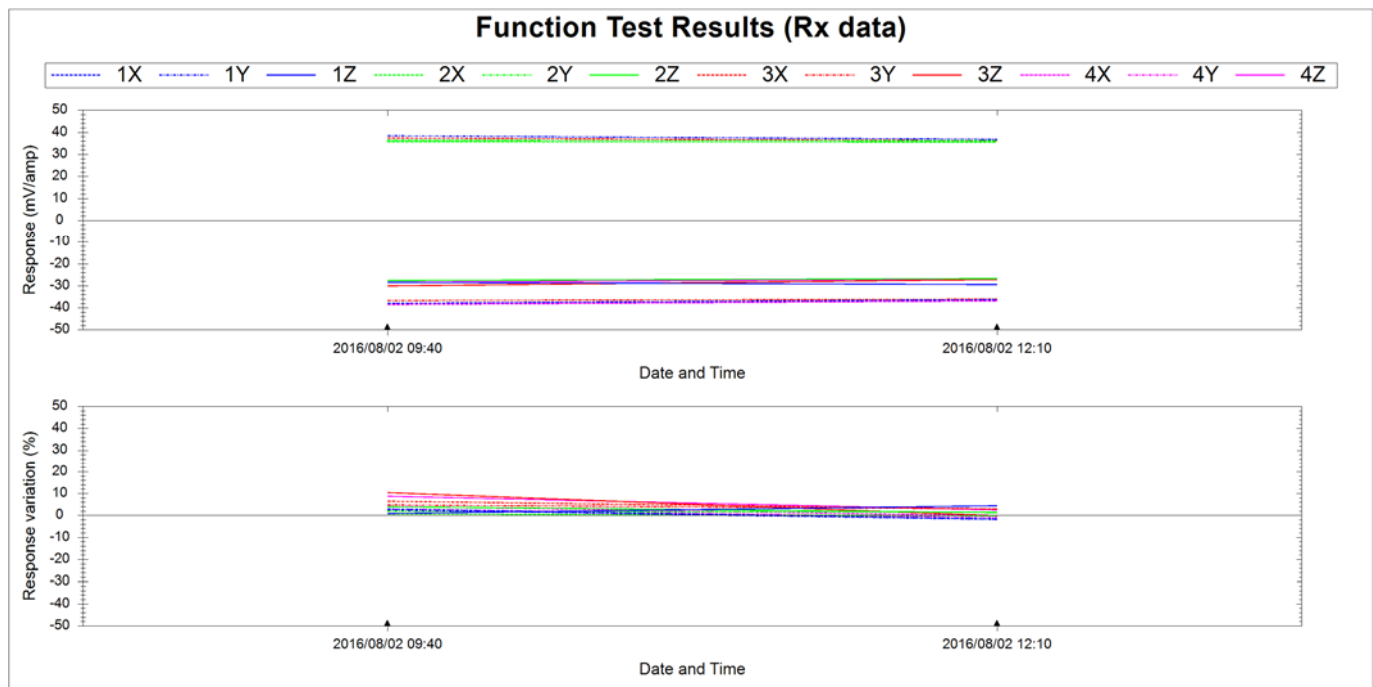 Function Test Results (Rx data)
1X 1Y 1Z 2X 2Y 2Z 3X 3Y 3Z 4X 4Y 4Z
Response (mV/amp)
50
40
30
20
10
0
-10
-20
-30
-40
-50
2016/08/02 09:40 2016/08/02 12:10
Date and Time
Response variation (%)
50
40
30
20
10
0
-10
-20
-30
-40
-50
2016/08/02 09:40 2016/08/02 12:10
Date and Time